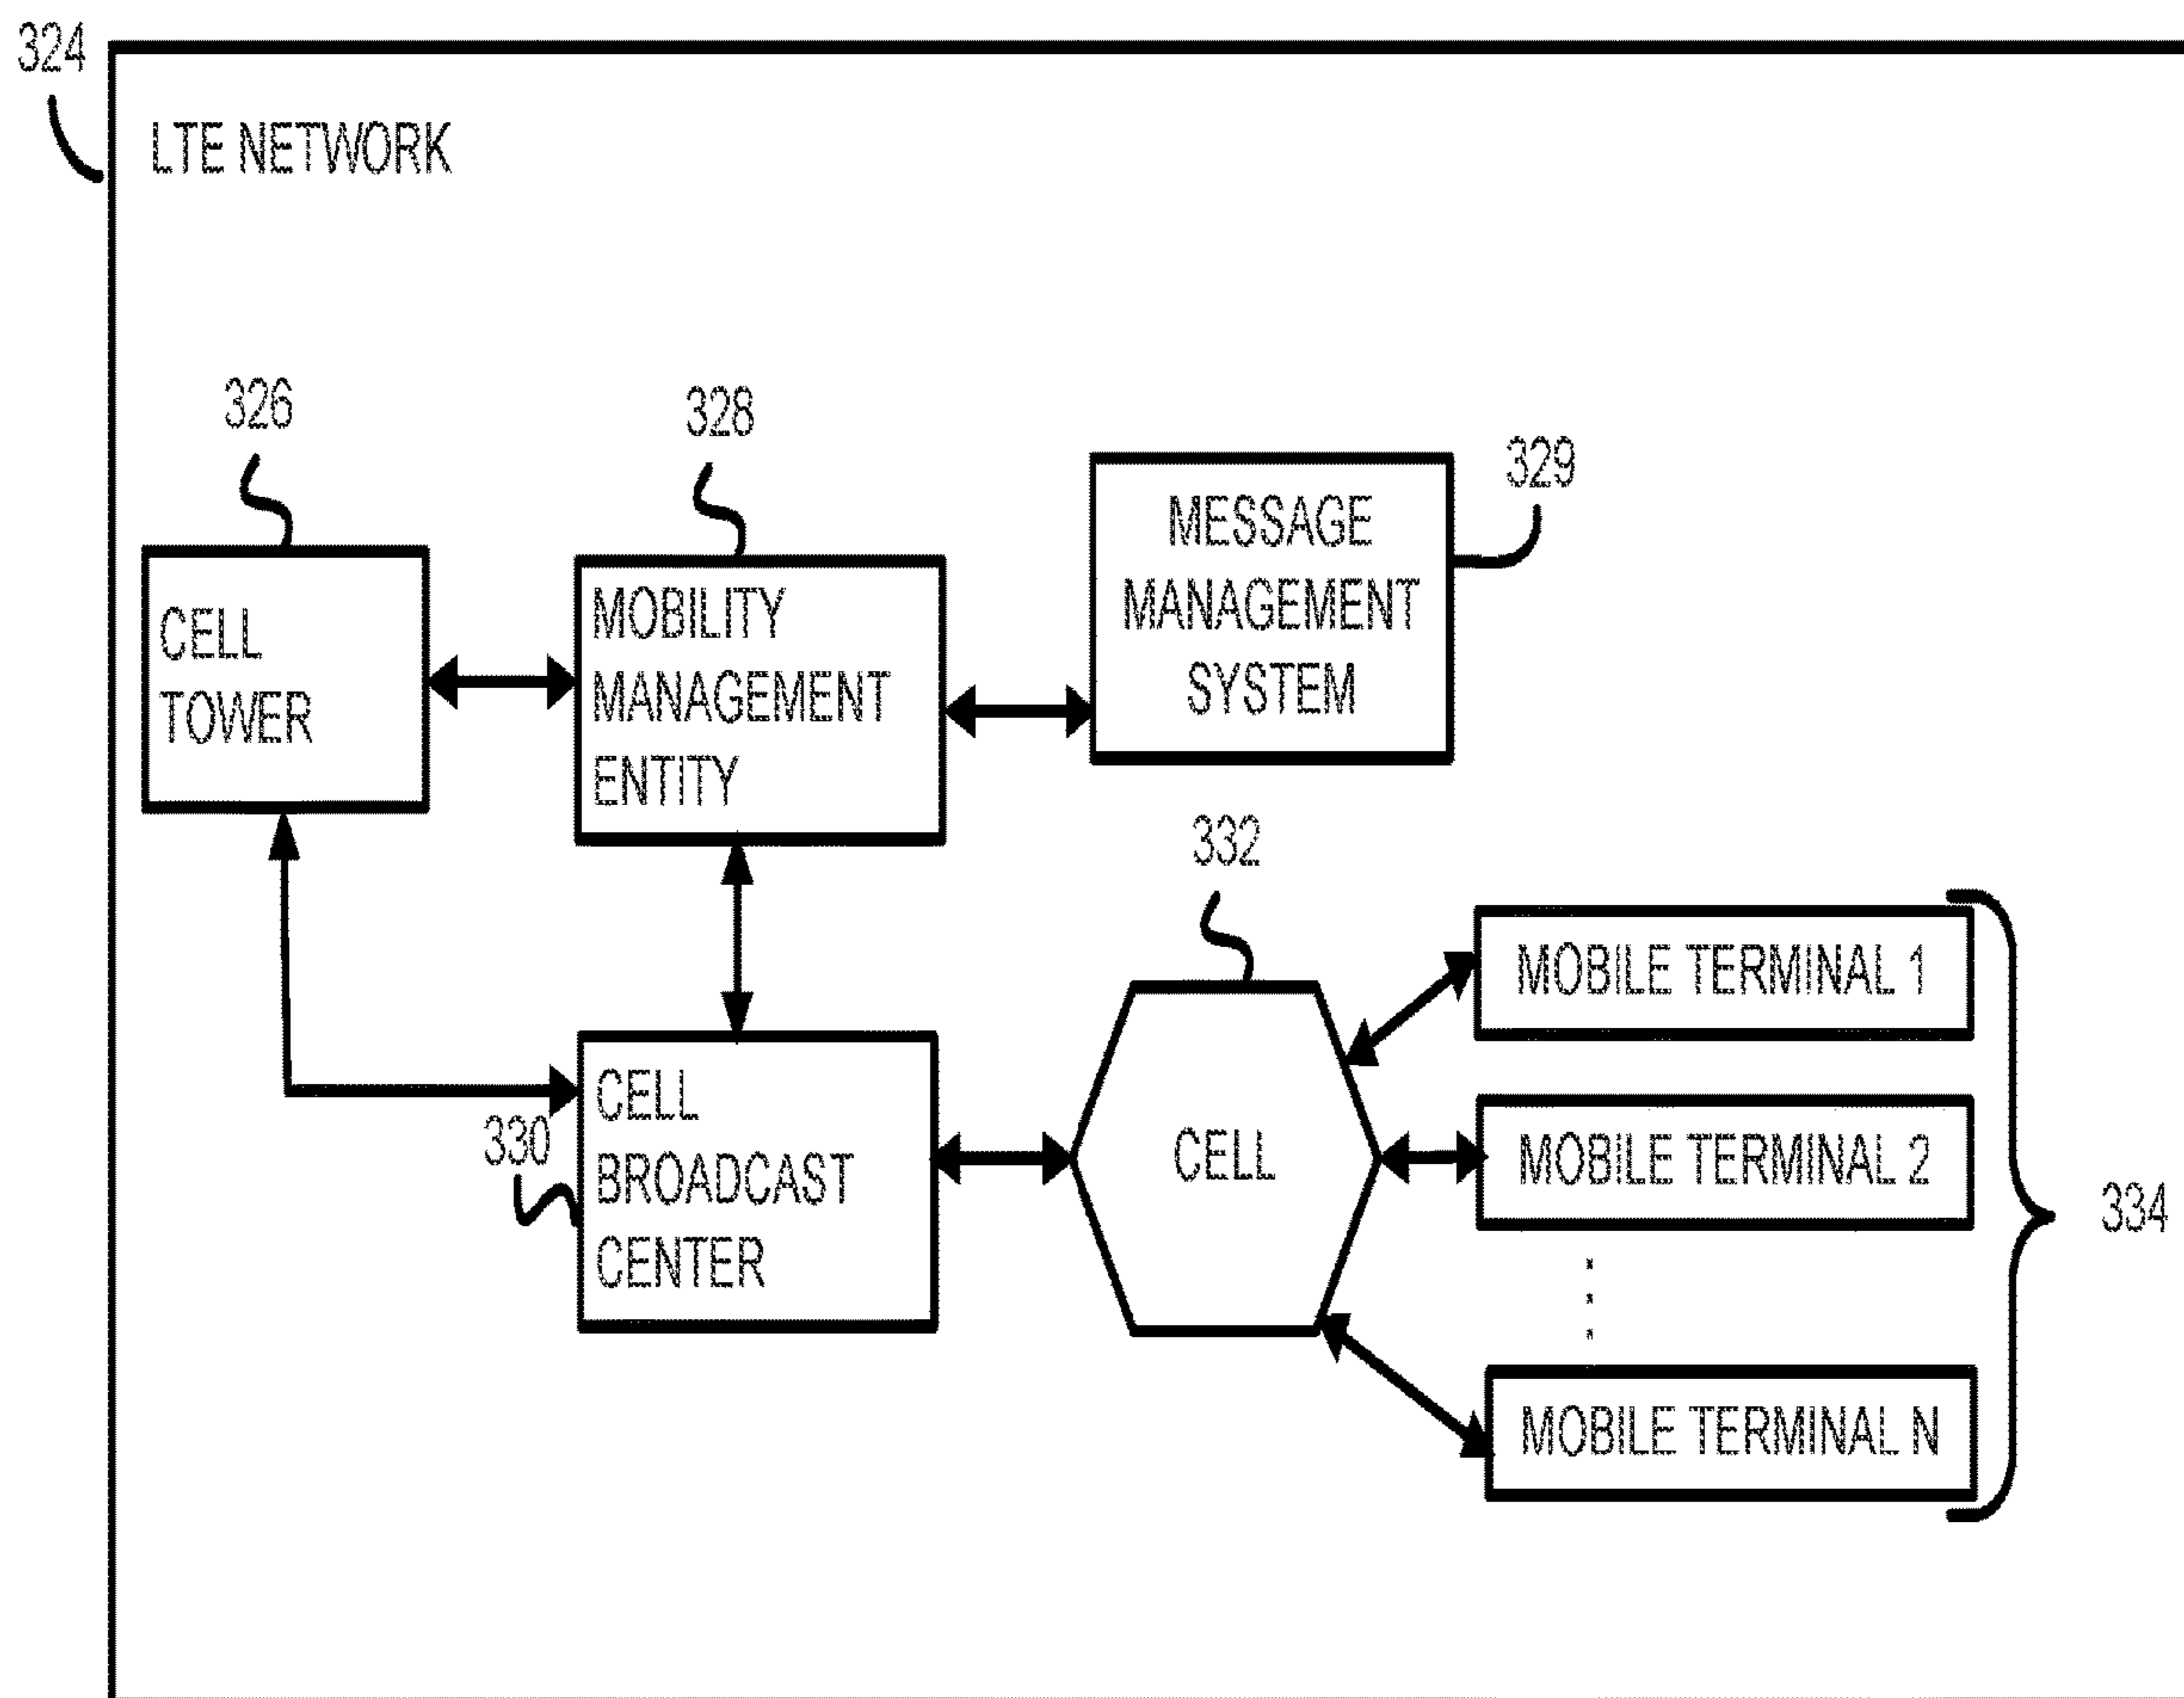 324
LTE NETWORK
326
328
329
MESSAGE
MANAGEMENT
SYSTEM
CELL
TOWER
MOBILITY
MANAGEMENT
ENTITY
332
MOBILE TERMINAL 1
330
CELL
BROADCAST
CENTER
CELL
MOBILE TERMINAL 2
334
MOBILE TERMINAL N